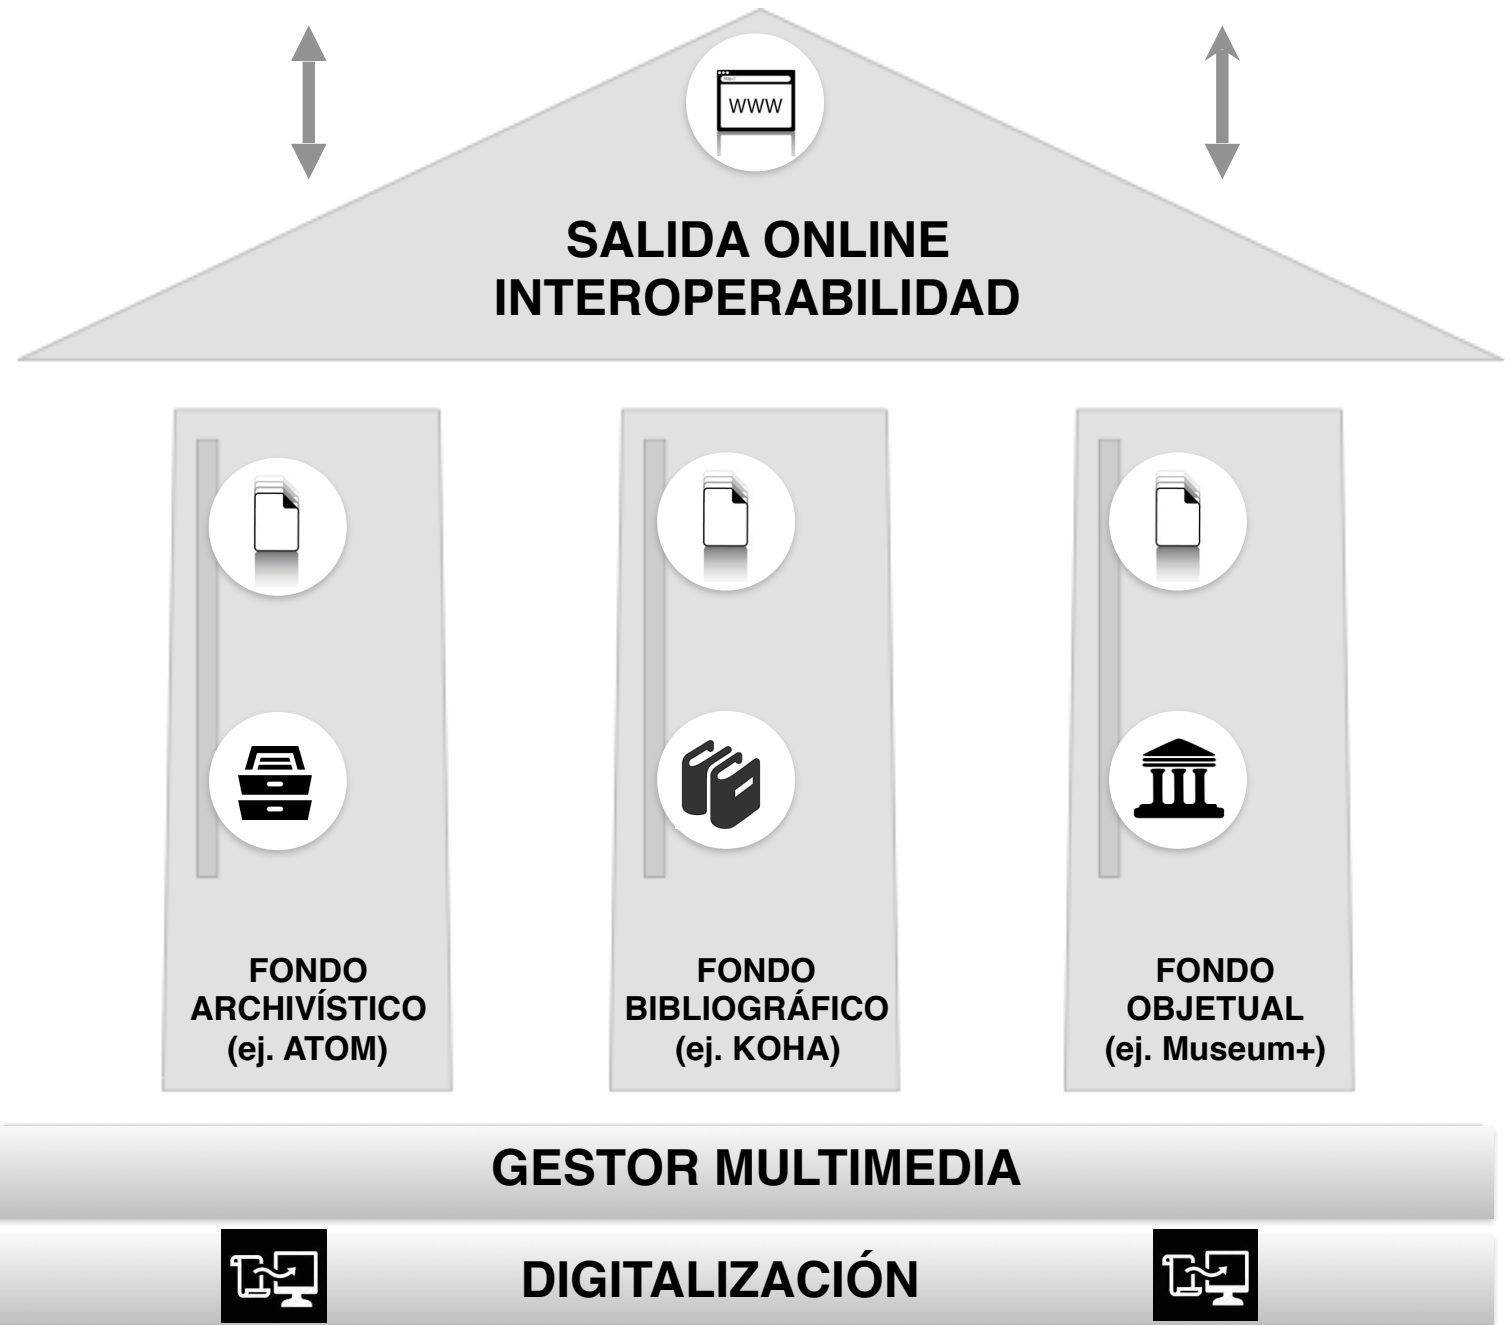 WWW
SALIDA ONLINE
INTEROPERABILIDAD
FONDO
ARCHIVÍSTICO
(ej. ATOM)
FONDO
BIBLIOGRÁFICO
(ej. KOHA)
FONDO
OBJETUAL
(ej. Museum+)
GESTOR MULTIMEDIA
DIGITALIZACIÓN